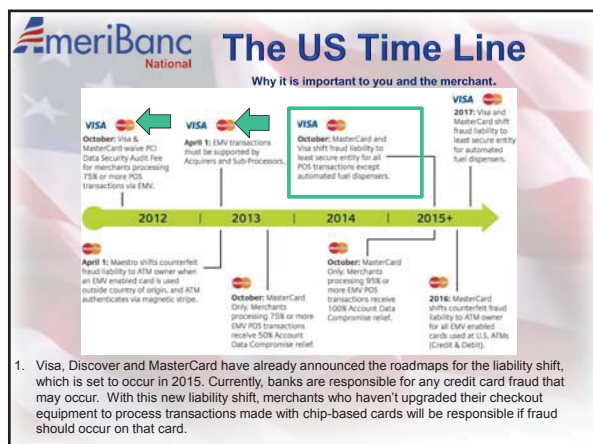 AmeriBanc
National
The US Time Line
Why it is important to you and the merchant.
VISA
MasterCard
October: Visa &
MasterCard waive PCI
Data Security Audit Fee
for merchants processing
75% or more POS
transactions via EMV.
VISA
MasterCard
April 1: EMV transactions
must be supported by
Acquirers and Sub-Processors.
VISA
MasterCard
October: MasterCard and
Visa shift fraud liability to
least secure entity for all
POS transactions except
automated fuel dispensers.
VISA
MasterCard
2017: Visa and
MasterCard shift
fraud liability to
least secure entity
for automated
fuel dispensers.
2012 | 2013 | 2014 | 2015+
MasterCard
April 1: Maestro shifts counterfeit
fraud liability to ATM owner when
an EMV enabled card is used
outside country of origin, and ATM
authenticates via magnetic stripe.
MasterCard
October: MasterCard
Only. Merchants
processing 75% or more
EMV POS transactions
receive 50% Account
Data Compromise relief.
MasterCard
October: MasterCard
Only. Merchants
processing 95% or
more EMV POS
transactions receive
100% Account Data
Compromise relief.
MasterCard
2016: MasterCard
shifts counterfeit fraud
liability to ATM owner
for all EMV enabled
cards used at U.S. ATMs
(Credit & Debit).
1. Visa, Discover and MasterCard have already announced the roadmaps for the liability shift,
which is set to occur in 2015. Currently, banks are responsible for any credit card fraud that
may occur. With this new liability shift, merchants who haven't upgraded their checkout
equipment to process transactions made with chip-based cards will be responsible if fraud
should occur on that card.